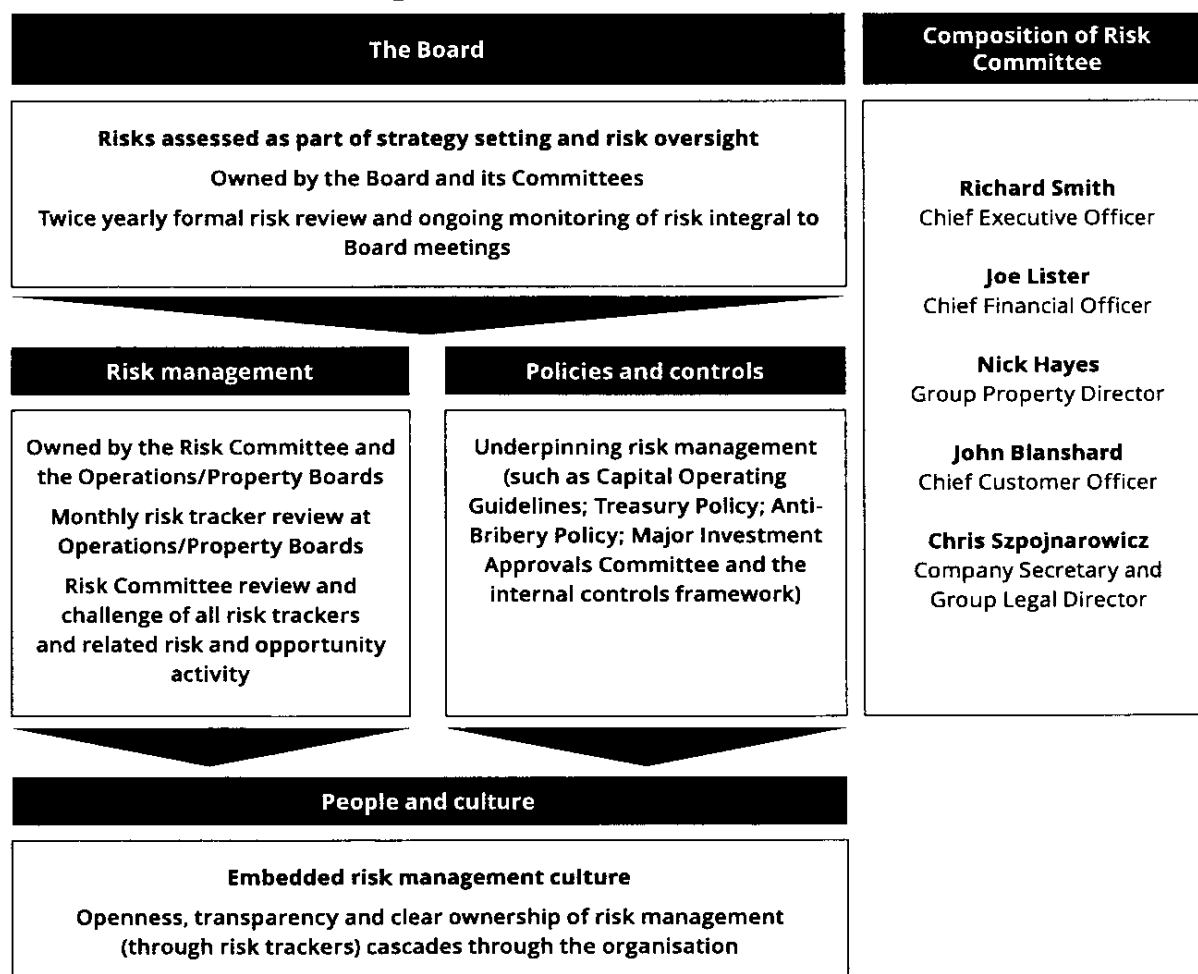 The Board
Risks assessed as part of strategy setting and risk oversight
Owned by the Board and its Committees
Twice yearly formal risk review and ongoing monitoring of risk integral to
Board meetings
Risk management
Owned by the Risk Committee and
the Operations/Property Boards
Monthly risk tracker review at
Operations/Property Boards
Risk Committee review and
challenge of all risk trackers
and related risk and opportunity
activity
Policies and controls
Underpinning risk management
(such as Capital Operating
Guidelines; Treasury Policy; Anti-
Bribery Policy; Major Investment
Approvals Committee and the
internal controls framework)
People and culture
Embedded risk management culture
Openness, transparency and clear ownership of risk management
(through risk trackers) cascades through the organisation
Composition of Risk
Committee
Richard Smith
Chief Executive Officer
Joe Lister
Chief Financial Officer
Nick Hayes
Group Property Director
John Blanshard
Chief Customer Officer
Chris Szpojnarowicz
Company Secretary and
Group Legal Director